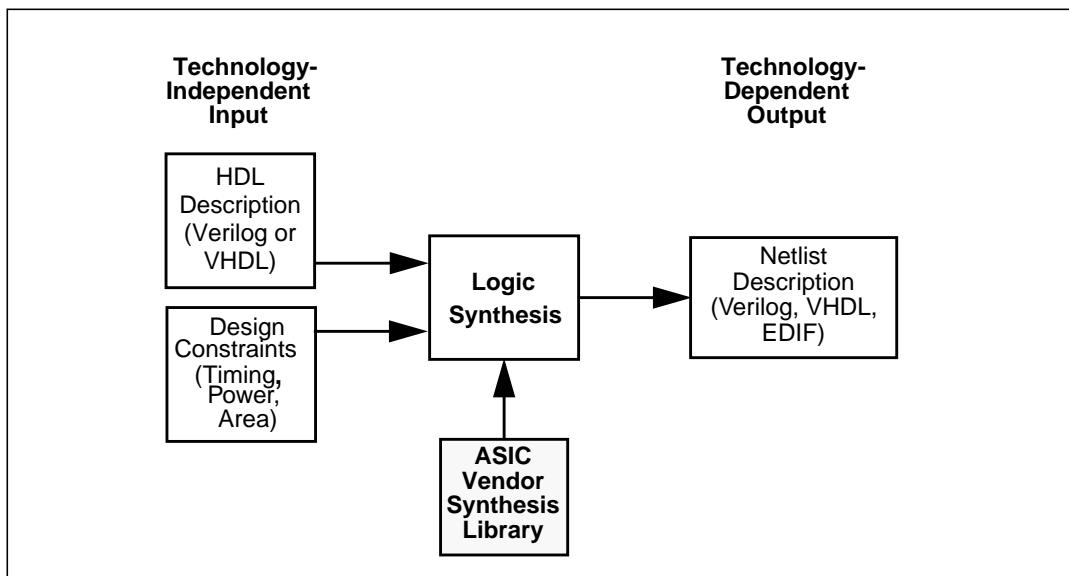 Technology-
Independent
Input
Technology-
Dependent
Output
HDL
Description
(Verilog or
VHDL)
Design
Constraints
(Timing,
Power,
Area)
Logic
Synthesis
ASIC
Vendor
Synthesis
Library
Netlist
Description
(Verilog, VHDL,
EDIF)